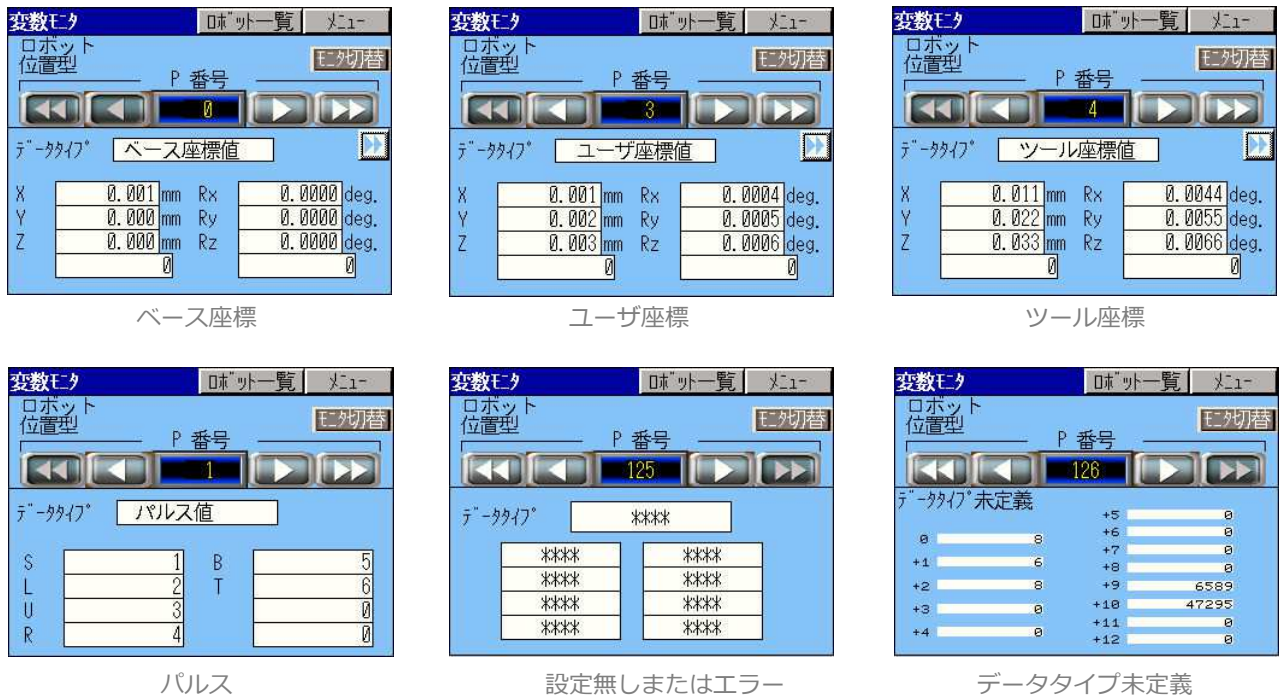 変数モニタ ロボット一覧 メニュー
ロボット
位置型 モニタ切替
P 番号
0
データタイプ ベース座標値
X 0.001 mm Rx 0.0000 deg.
Y 0.000 mm Ry 0.0000 deg.
Z 0.000 mm Rz 0.0000 deg.
0 0
ベース座標
変数モニタ ロボット一覧 メニュー
ロボット
位置型 モニタ切替
P 番号
3
データタイプ ユーザ座標値
X 0.001 mm Rx 0.0004 deg.
Y 0.002 mm Ry 0.0005 deg.
Z 0.003 mm Rz 0.0006 deg.
0 0
ユーザ座標
変数モニタ ロボット一覧 メニュー
ロボット
位置型 モニタ切替
P 番号
4
データタイプ ツール座標値
X 0.011 mm Rx 0.0044 deg.
Y 0.022 mm Ry 0.0055 deg.
Z 0.033 mm Rz 0.0066 deg.
0 0
ツール座標
変数モニタ ロボット一覧 メニュー
ロボット
位置型 モニタ切替
P 番号
1
データタイプ パルス値
S 1 B 5
L 2 T 6
U 3 0
R 4 0
パルス
変数モニタ ロボット一覧 メニュー
ロボット
位置型 モニタ切替
P 番号
125
データタイプ ****
**** ****
**** ****
**** ****
**** ****
設定無しまたはエラー
変数モニタ ロボット一覧 メニュー
ロボット
位置型 モニタ切替
P 番号
126
データタイプ 未定義
0 8
+1 6
+2 8
+3 0
+4 0
+5 0
+6 0
+7 0
+8 0
+9 6589
+10 47295
+11 0
+12 0
データタイプ未定義